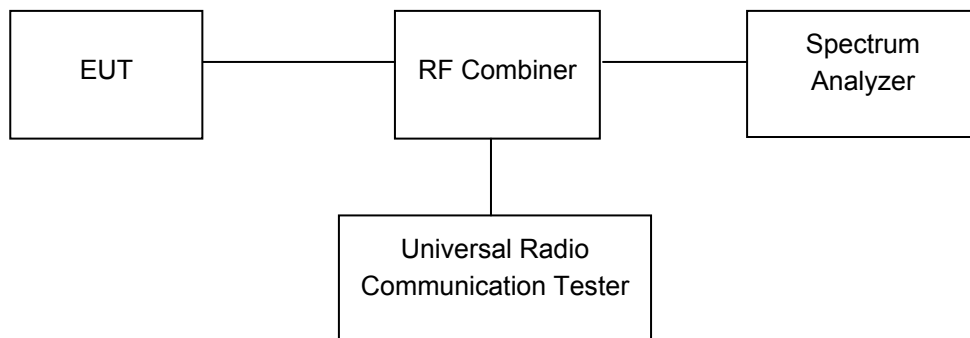 EUT
RF Combiner
Spectrum
Analyzer
Universal Radio
Communication Tester